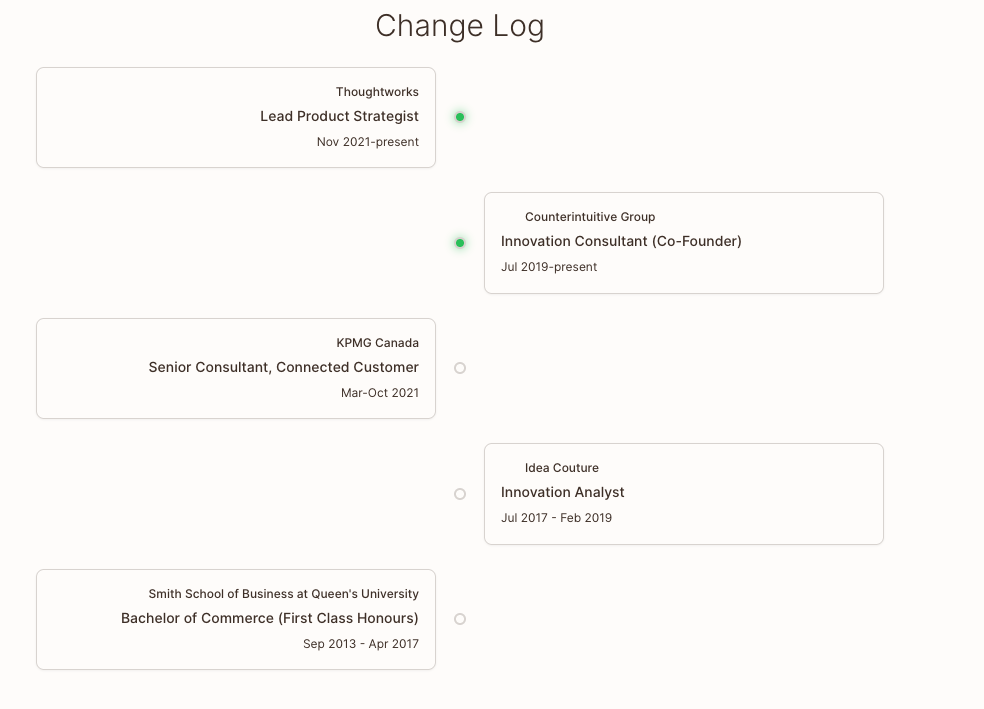 Change Log
Thoughtworks
Lead Product Strategist
Nov 2021-present
Counterintuitive Group
Innovation Consultant (Co-Founder)
Jul 2019-present
KPMG Canada
Senior Consultant, Connected Customer
Mar-Oct 2021
Idea Couture
Innovation Analyst
Jul 2017 - Feb 2019
Smith School of Business at Queen's University
Bachelor of Commerce (First Class Honours)
Sep 2013 - Apr 2017